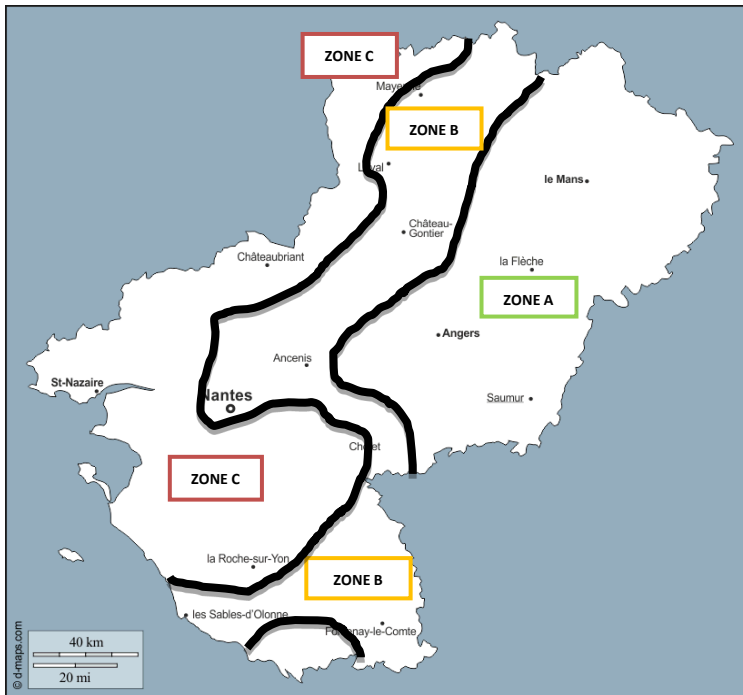 ZONE C
Mayenne
ZONE B
Laval
le Mans
Château-
Gontier
Châteaubriant
la Flèche
ZONE A
Angers
Ancenis
St-Nazaire
Nantes
Saumur
Cholet
ZONE C
la Roche-sur-Yon
ZONE B
les Sables-d'Olonne
Fontenay-le-Comte
40 km
20 mi
© d-maps.com